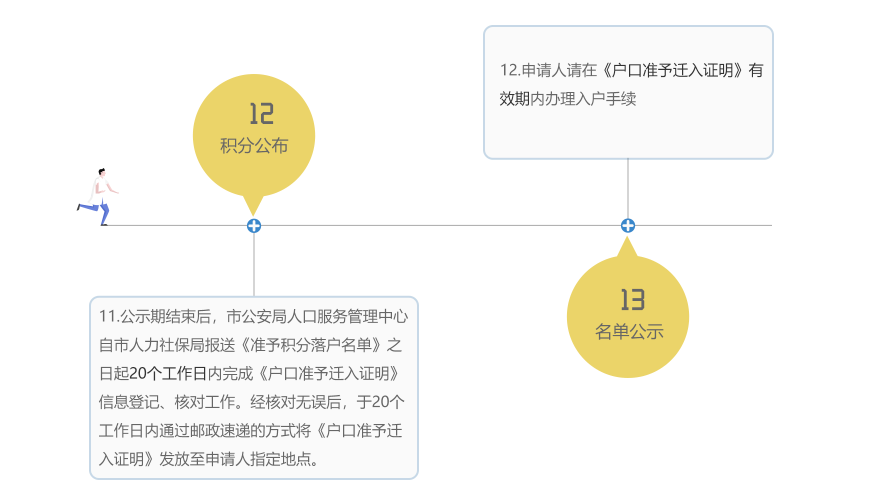 12
积分公布
11.公示期结束后，市公安局人口服务管理中心
自市人力社保局报送《准予积分落户名单》之
日起20个工作日内完成《户口准予迁入证明》
信息登记、核对工作。经核对无误后，于20个
工作日内通过邮政速递的方式将《户口准予迁
入证明》发放至申请人指定地点。
12.申请人请在《户口准予迁入证明》有
效期内办理入户手续
13
名单公示